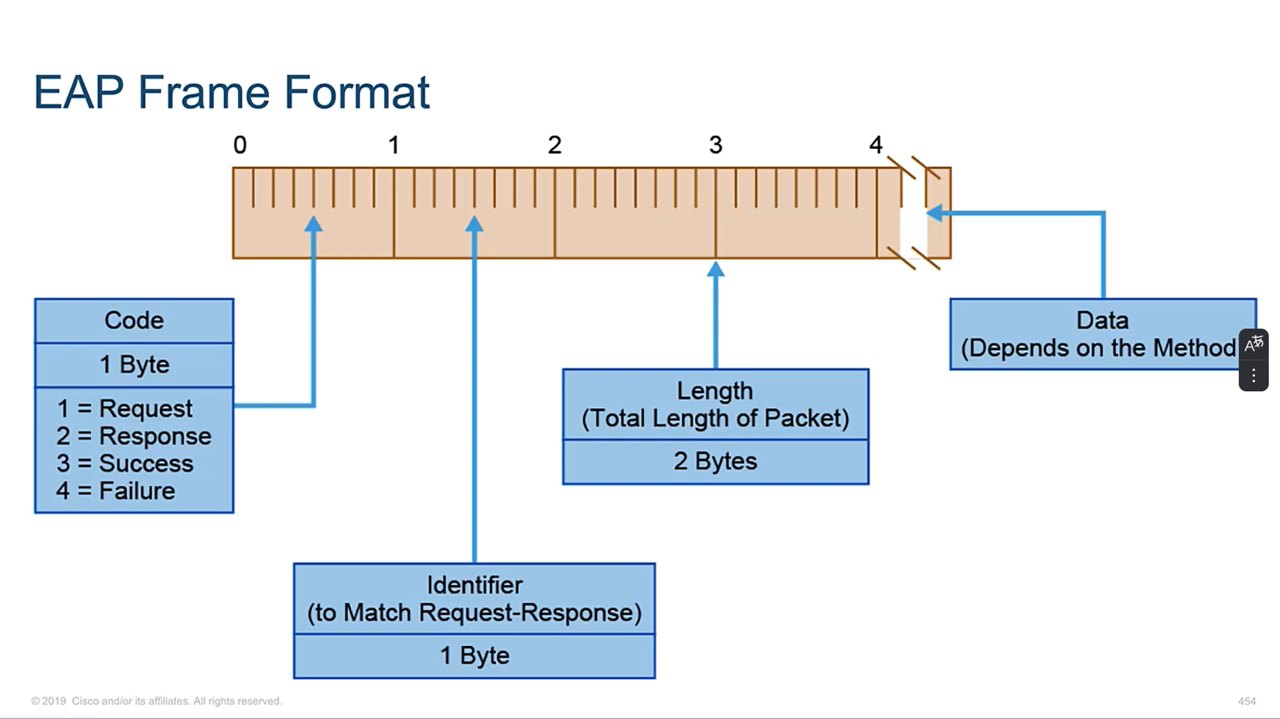 EAP Frame Format
0 1 2 3 4
Code
1 Byte
1 = Request
2 = Response
3 = Success
4 = Failure
Identifier
(to Match Request-Response)
1 Byte
Length
(Total Length of Packet)
2 Bytes
Data
(Depends on the Method
Aあ
© 2019 Cisco and/or its affiliates. All rights reserved.
454